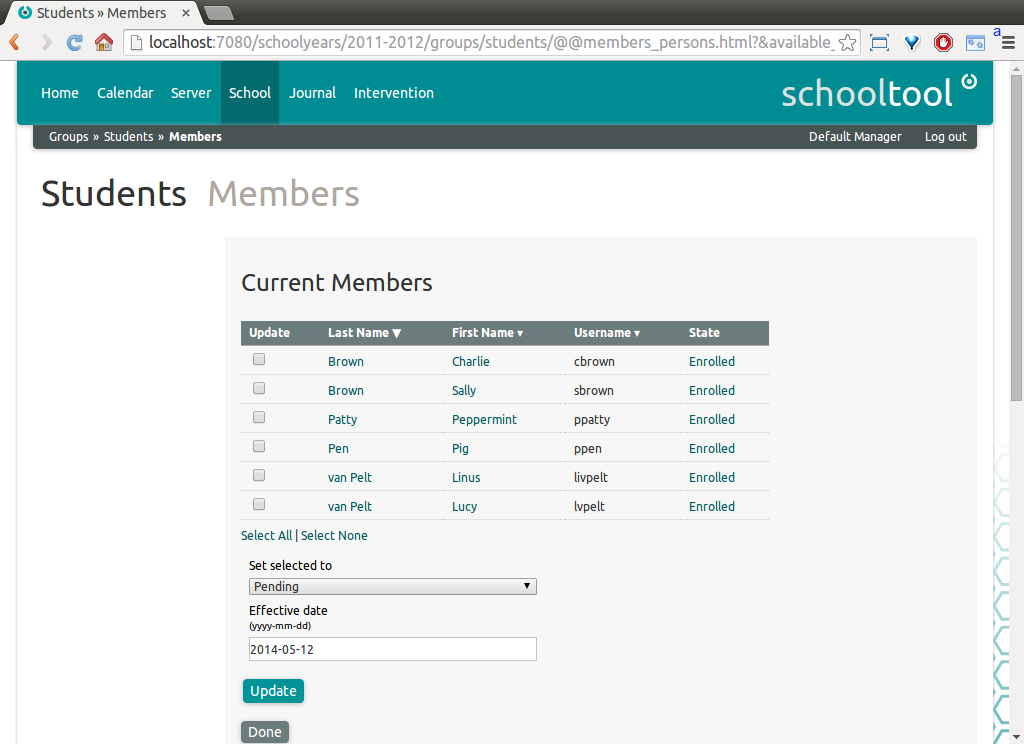 Students » Members
localhost:7080/schoolyears/2011-2012/groups/students/@@members_persons.html?&available_
a
Home Calendar Server School Journal Intervention schooltool
Groups » Students » Members Default Manager Log out
Students Members
Current Members
Update Last Name ▼ First Name ▾ Username ▾ State
Brown Charlie cbrown Enrolled
Brown Sally sbrown Enrolled
Patty Peppermint ppatty Enrolled
Pen Pig ppen Enrolled
van Pelt Linus livpelt Enrolled
van Pelt Lucy lvpelt Enrolled
Select All | Select None
Set selected to
Pending
Effective date
(yyyy-mm-dd)
2014-05-12
Update
Done